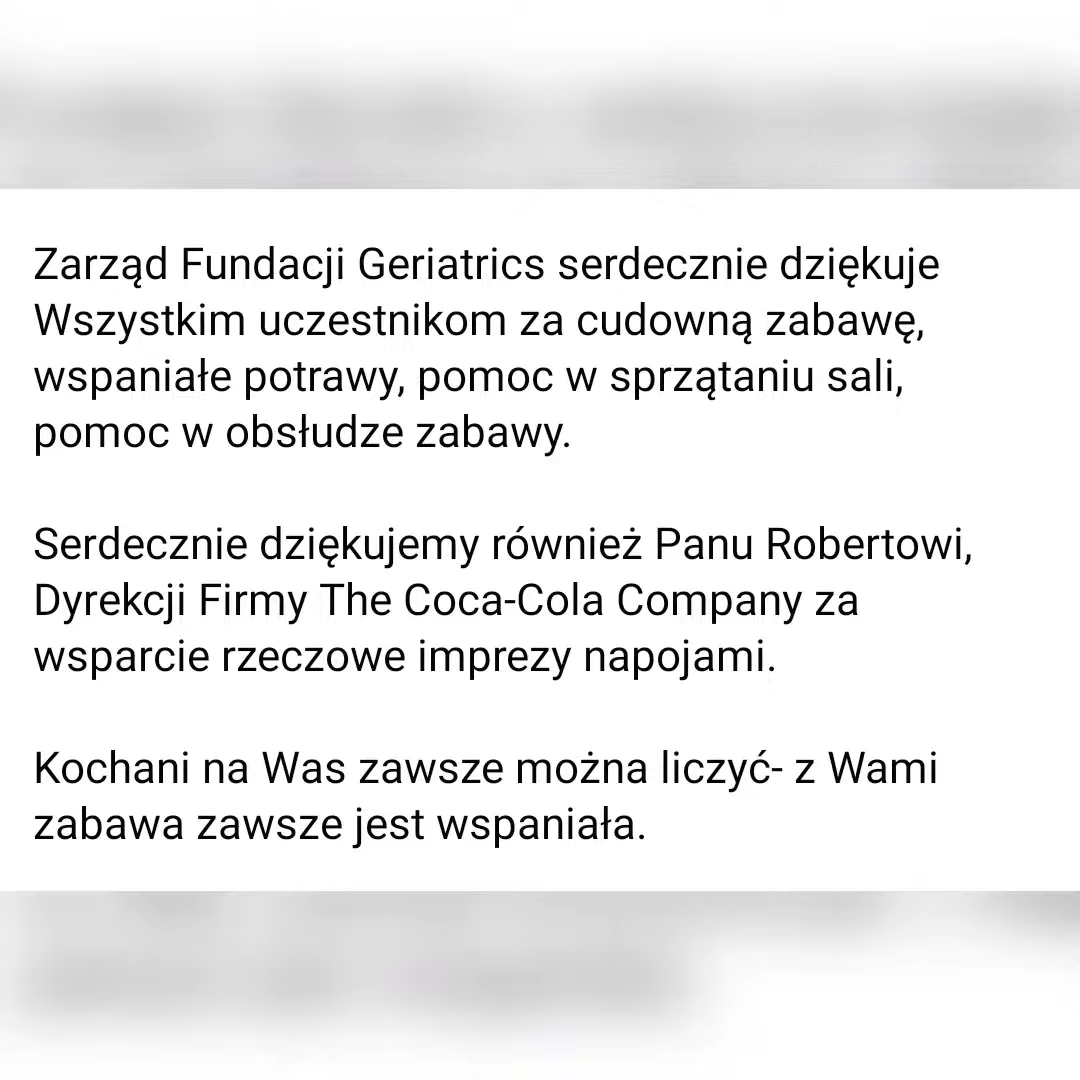 Zarząd Fundacji Geriatrics serdecznie dziękuje
Wszystkim uczestnikom za cudowną zabawę,
wspaniałe potrawy, pomoc w sprzątaniu sali,
pomoc w obsłudze zabawy.
Serdecznie dziękujemy również Panu Robertowi,
Dyrekcji Firmy The Coca-Cola Company za
wsparcie rzeczowe imprezy napojami.
Kochani na Was zawsze można liczyć- z Wami
zabawa zawsze jest wspaniała.